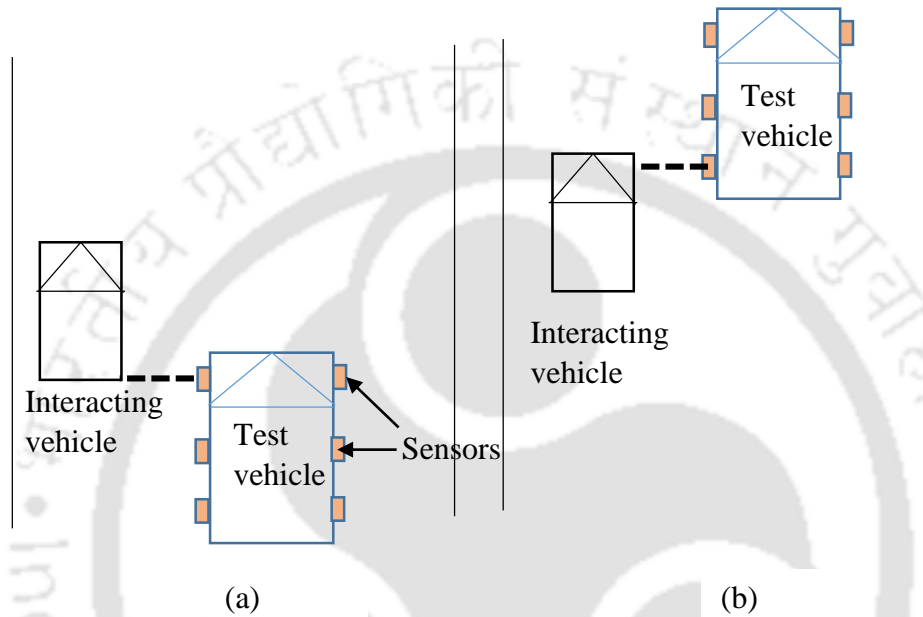 Test
vehicle
Interacting
vehicle
Interacting
vehicle
Test
vehicle
Sensors
(a)
(b)